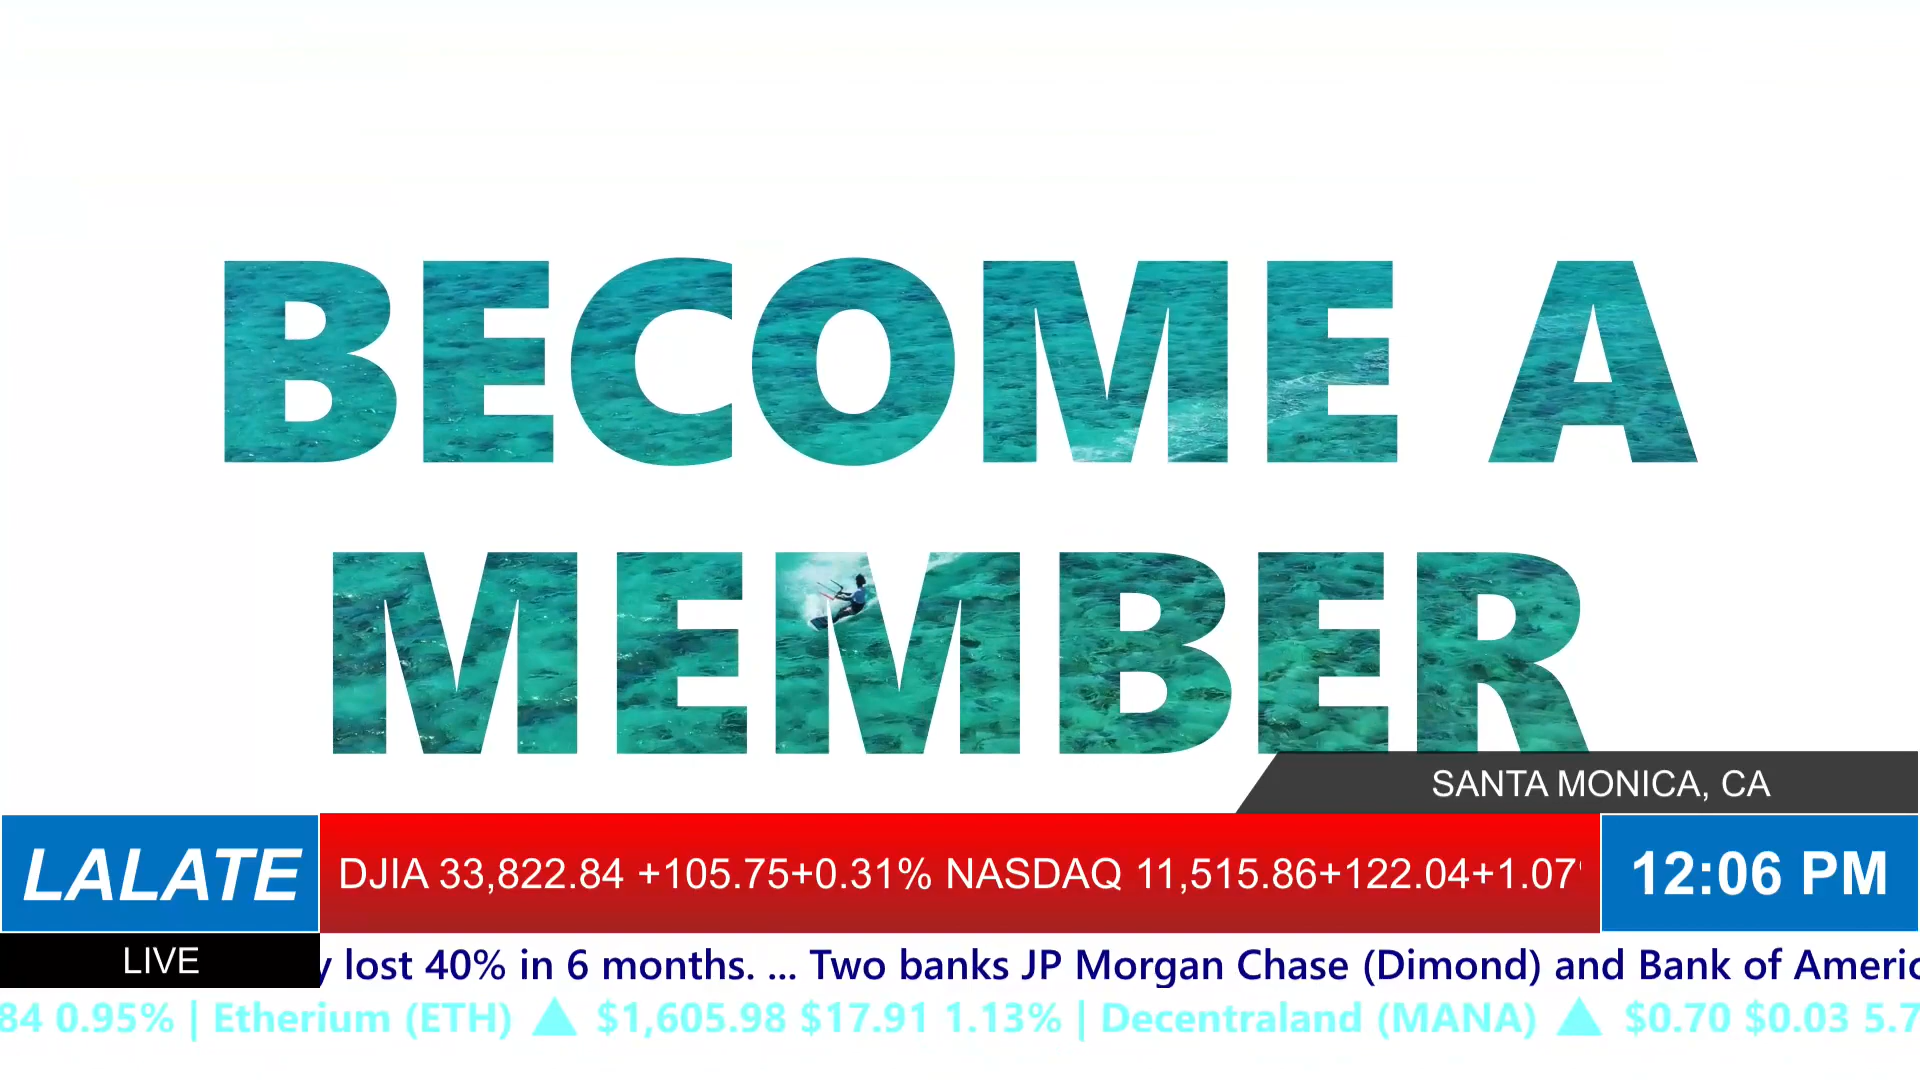 BECOME A
MEMBER
SANTA MONICA, CA
LALATE
DJIA 33,822.84 +105.75+0.31% NASDAQ 11,515.86+122.04+1.07
12:06 PM
LIVE
y lost 40% in 6 months. ... Two banks JP Morgan Chase (Dimond) and Bank of Americ
84 0.95% | Etherium (ETH) ▲ $1,605.98 $17.91 1.13% | Decentraland (MANA) ▲ $0.70 $0.03 5.7